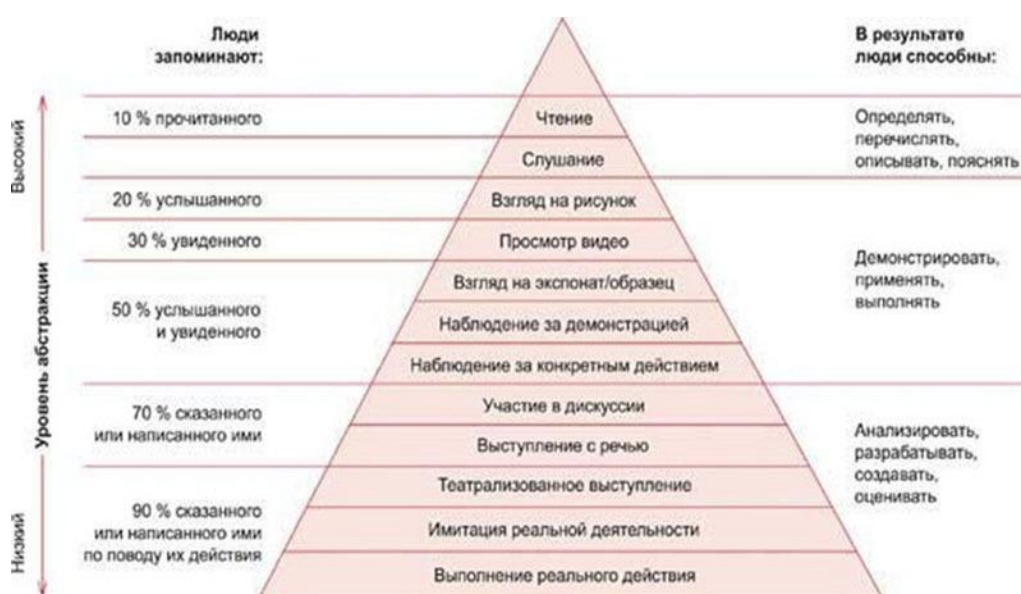 Люди
запоминают:
В результате
люди способны:
Высокий
Уровень абстракции
Низкий
10 % прочитанного
20 % услышанного
30 % увиденного
50 % услышанного
и увиденного
70 % сказанного
или написанного ими
90 % сказанного
или написанного ими
по поводу их действия
Чтение
Слушание
Взгляд на рисунок
Просмотр видео
Взгляд на экспонат/образец
Наблюдение за демонстрацией
Наблюдение за конкретным действием
Участие в дискуссии
Выступление с речью
Театрализованное выступление
Имитация реальной деятельности
Выполнение реального действия
Определять,
перечислять,
описывать, пояснять
Демонстрировать,
применять,
выполнять
Анализировать,
разрабатывать,
создавать,
оценивать